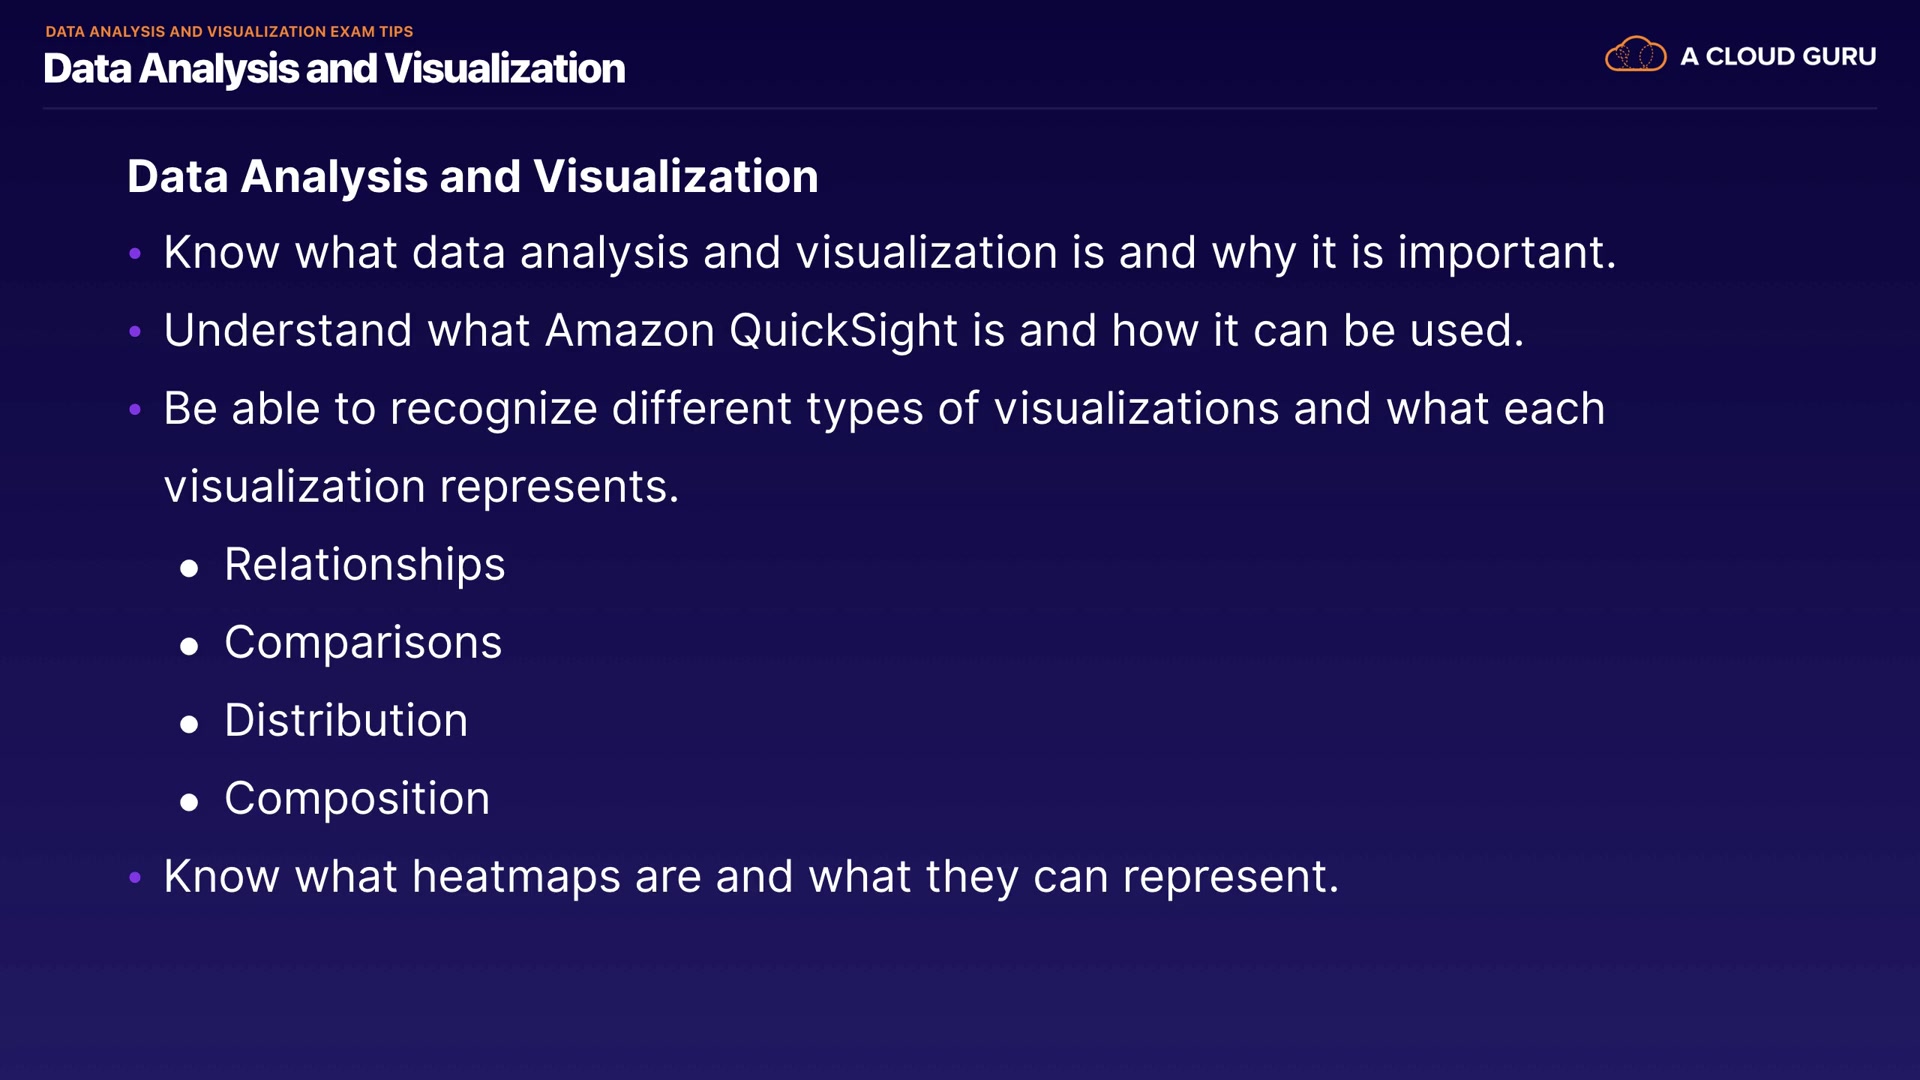 DATA ANALYSIS AND VISUALIZATION EXAM TIPS
Data Analysis and Visualization
A CLOUD GURU
Data Analysis and Visualization
• Know what data analysis and visualization is and why it is important.
• Understand what Amazon QuickSight is and how it can be used.
• Be able to recognize different types of visualizations and what each
visualization represents.
• Relationships
• Comparisons
• Distribution
• Composition
• Know what heatmaps are and what they can represent.